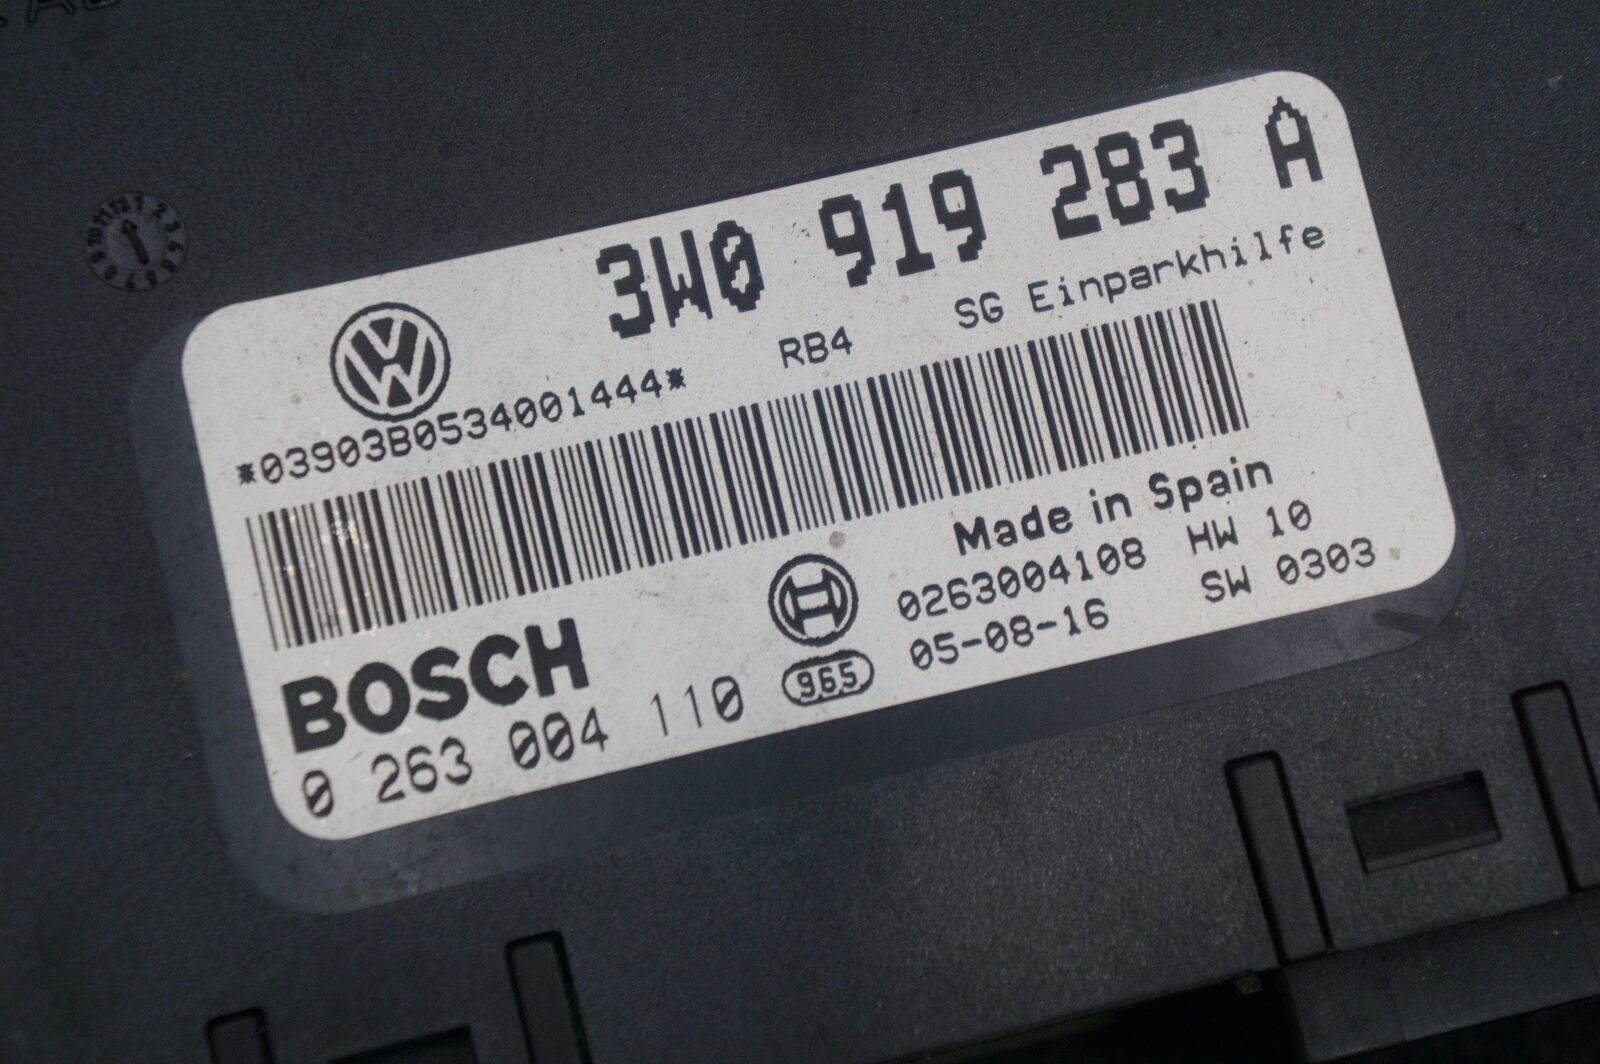 3W0 919 283 A
RB4 SG Einparkhilfe
*03903B0534001444*
Made in Spain
0263004108 HW 10
05-08-16 SW 0303
BOSCH
0 263 004 110
965